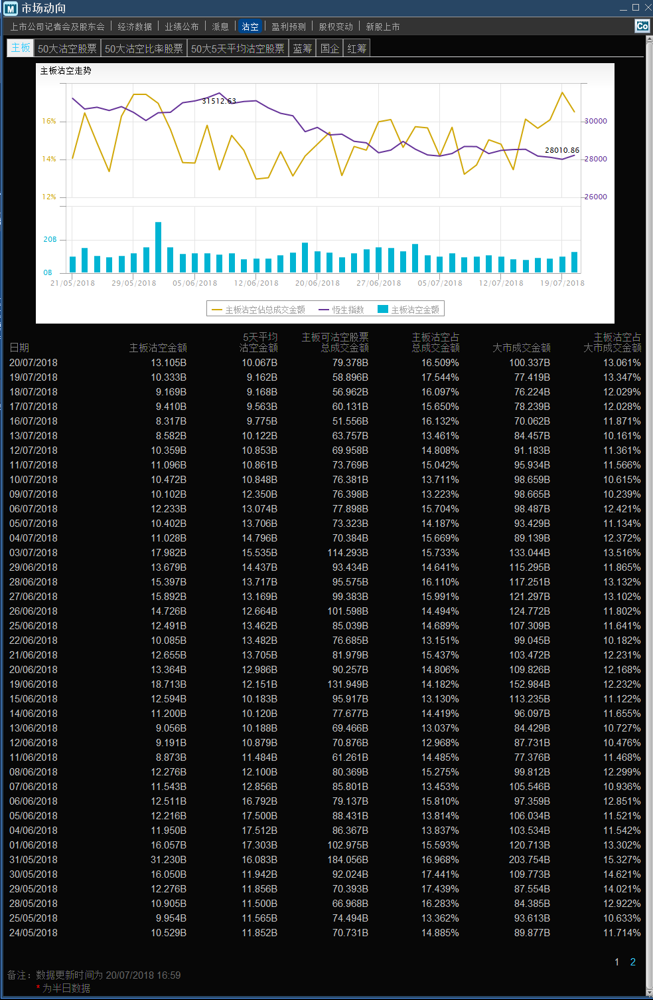 M 市场动向
上市公司记者会及股东会 | 经济数据 | 业绩公布 | 派息 | 沽空 | 盈利预测 | 股权变动 | 新股上市 Co
主板 50大沽空股票 50大沽空比率股票 50大5天平均沽空股票 蓝筹 国企 红筹
主板沽空走势
31512.63
16% 30000
28010.86
14% 28000
12% 26000
20B
0B
21/05/2018 29/05/2018 05/06/2018 12/06/2018 20/06/2018 27/06/2018 05/07/2018 12/07/2018 19/07/2018
主板沽空佔总成交金额 恆生指数 主板沽空金额
5天平均 主板可沽空股票 主板沽空占 主板沽空占
日期 主板沽空金额 沽空金额 总成交金额 总成交金额 大市成交金额 大市成交金额
20/07/2018 13.105B 10.067B 79.378B 16.509% 100.337B 13.061%
19/07/2018 10.333B 9.162B 58.896B 17.544% 77.419B 13.347%
18/07/2018 9.169B 9.168B 56.962B 16.097% 76.224B 12.029%
17/07/2018 9.410B 9.563B 60.131B 15.650% 78.239B 12.028%
16/07/2018 8.317B 9.775B 51.556B 16.132% 70.062B 11.871%
13/07/2018 8.582B 10.122B 63.757B 13.461% 84.457B 10.161%
12/07/2018 10.359B 10.853B 69.958B 14.808% 91.183B 11.361%
11/07/2018 11.096B 10.861B 73.769B 15.042% 95.934B 11.566%
10/07/2018 10.472B 10.848B 76.381B 13.711% 98.659B 10.615%
09/07/2018 10.102B 12.350B 76.398B 13.223% 98.665B 10.239%
06/07/2018 12.233B 13.074B 77.898B 15.704% 98.487B 12.421%
05/07/2018 10.402B 13.706B 73.323B 14.187% 93.429B 11.134%
04/07/2018 11.028B 14.796B 70.384B 15.669% 89.139B 12.372%
03/07/2018 17.982B 15.535B 114.293B 15.733% 133.044B 13.516%
29/06/2018 13.679B 14.437B 93.434B 14.641% 115.295B 11.865%
28/06/2018 15.397B 13.717B 95.575B 16.110% 117.251B 13.132%
27/06/2018 15.892B 13.169B 99.383B 15.991% 121.297B 13.102%
26/06/2018 14.726B 12.664B 101.598B 14.494% 124.772B 11.802%
25/06/2018 12.491B 13.462B 85.039B 14.689% 107.309B 11.641%
22/06/2018 10.085B 13.482B 76.685B 13.151% 99.045B 10.182%
21/06/2018 12.655B 13.705B 81.979B 15.437% 103.472B 12.231%
20/06/2018 13.364B 12.986B 90.257B 14.806% 109.826B 12.168%
19/06/2018 18.713B 12.151B 131.949B 14.182% 152.984B 12.232%
15/06/2018 12.594B 10.183B 95.917B 13.130% 113.235B 11.122%
14/06/2018 11.200B 10.120B 77.677B 14.419% 96.097B 11.655%
13/06/2018 9.056B 10.188B 69.466B 13.037% 84.429B 10.727%
12/06/2018 9.191B 10.879B 70.876B 12.968% 87.731B 10.476%
11/06/2018 8.873B 11.484B 61.261B 14.485% 77.376B 11.468%
08/06/2018 12.276B 12.100B 80.369B 15.275% 99.812B 12.299%
07/06/2018 11.543B 12.856B 85.801B 13.453% 105.546B 10.936%
06/06/2018 12.511B 16.792B 79.137B 15.810% 97.359B 12.851%
05/06/2018 12.216B 17.500B 88.431B 13.814% 106.034B 11.521%
04/06/2018 11.950B 17.512B 86.367B 13.837% 103.534B 11.542%
01/06/2018 16.057B 17.303B 102.975B 15.593% 120.713B 13.302%
31/05/2018 31.230B 16.083B 184.056B 16.968% 203.754B 15.327%
30/05/2018 16.050B 11.942B 92.024B 17.441% 109.773B 14.621%
29/05/2018 12.276B 11.856B 70.393B 17.439% 87.554B 14.021%
28/05/2018 10.905B 11.500B 66.968B 16.283% 84.385B 12.922%
25/05/2018 9.954B 11.565B 74.494B 13.362% 93.613B 10.633%
24/05/2018 10.529B 11.852B 70.731B 14.885% 89.877B 11.714%
1 2
备注：数据更新时间为 20/07/2018 16:59
* 为半日数据